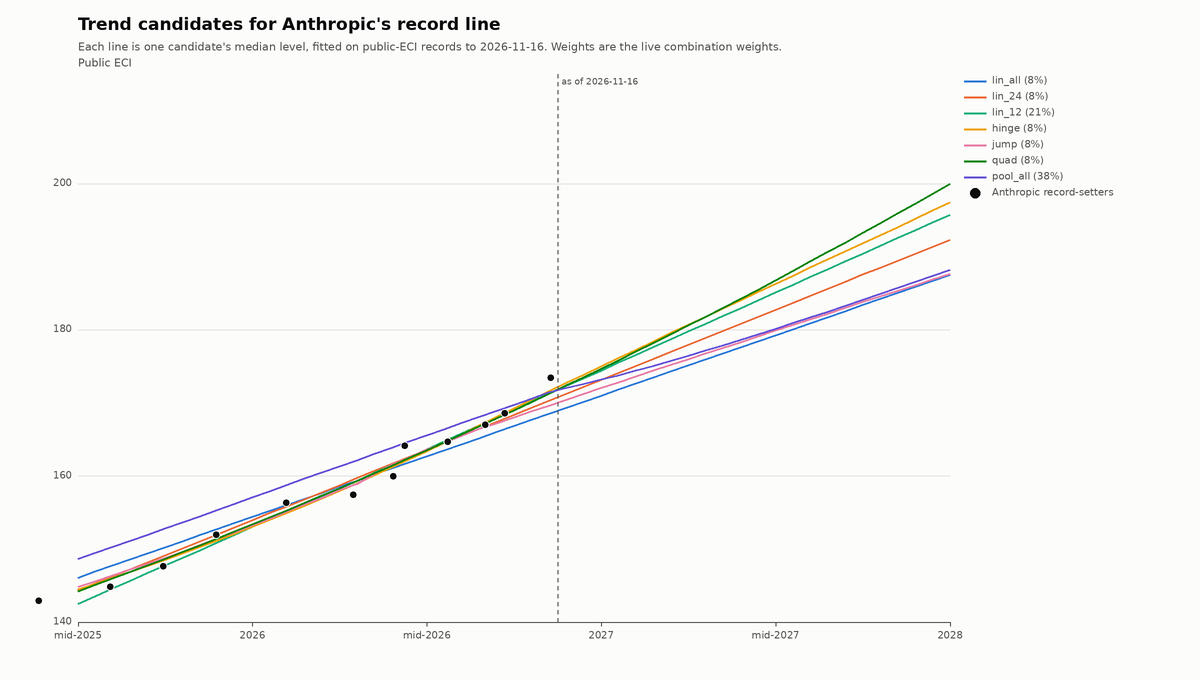 Trend candidates for Anthropic's record line
Each line is one candidate's median level, fitted on public-ECI records to 2026-11-16. Weights are the live combination weights.
Public ECI
as of 2026-11-16
lin_all (8%)
lin_24 (8%)
lin_12 (21%)
hinge (8%)
jump (8%)
quad (8%)
pool_all (38%)
Anthropic record-setters
200
180
160
140
mid-2025
2026
mid-2026
2027
mid-2027
2028